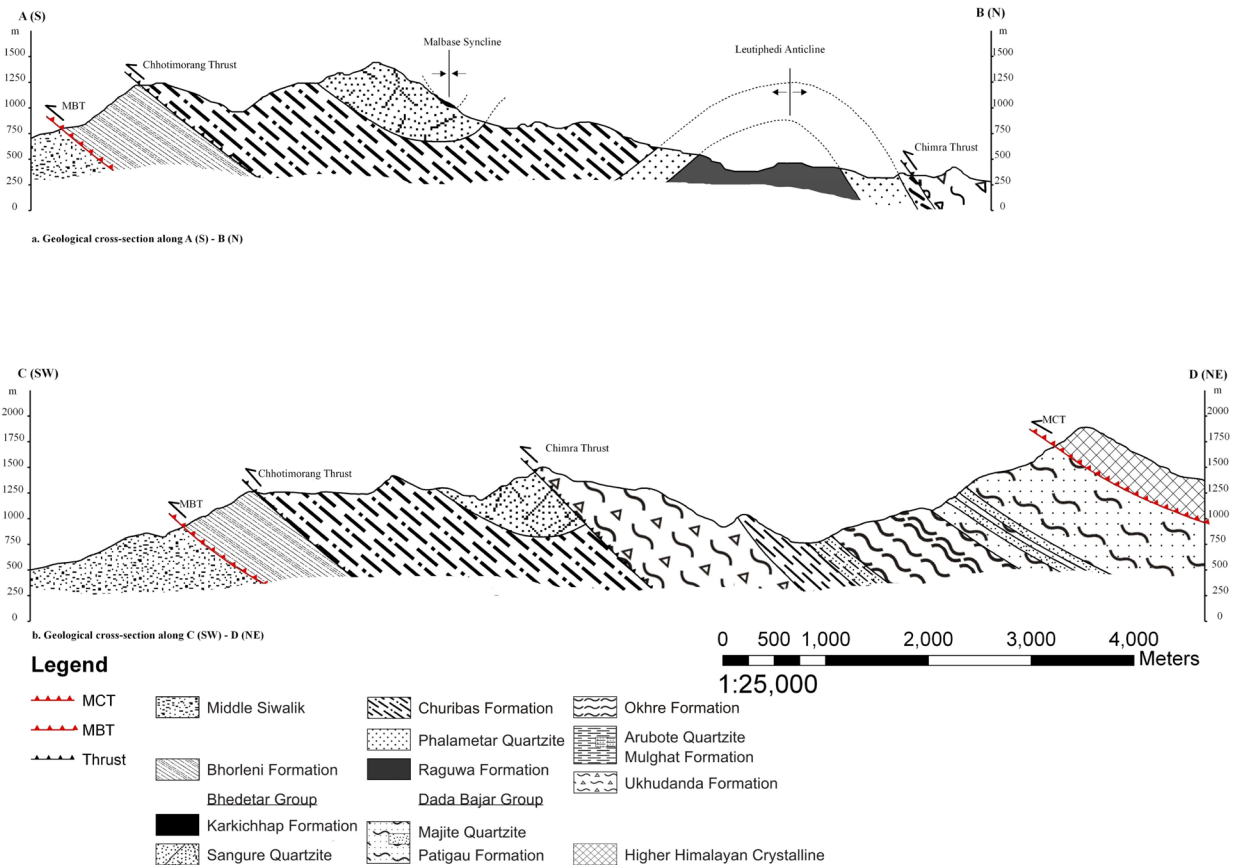 A (S)
B (N)
m
m
1500
1250
1000
750
500
250
0
1500
1250
1000
750
500
250
0
Malbase Syncline
Leutiphedi Anticline
Chhotimorang Thrust
MBT
Chimra Thrust
a. Geological cross-section along A (S) - B (N)
C (SW)
D (NE)
m
m
2000
1750
1500
1250
1000
750
500
250
0
2000
1750
1500
1250
1000
750
500
250
0
MCT
Chimra Thrust
Chhotimorang Thrust
MBT
b. Geological cross-section along C (SW) - D (NE)
0 500 1,000 2,000 3,000 4,000
Meters
1:25,000
Legend
MCT
MBT
Thrust
Middle Siwalik
Bhorleni Formation
Bhedetar Group
Karkichhap Formation
Sangure Quartzite
Churibas Formation
Phalametar Quartzite
Raguwa Formation
Dada Bajar Group
Majite Quartzite
Patigau Formation
Okhre Formation
Arubote Quartzite
Mulghat Formation
Ukhudanda Formation
Higher Himalayan Crystalline